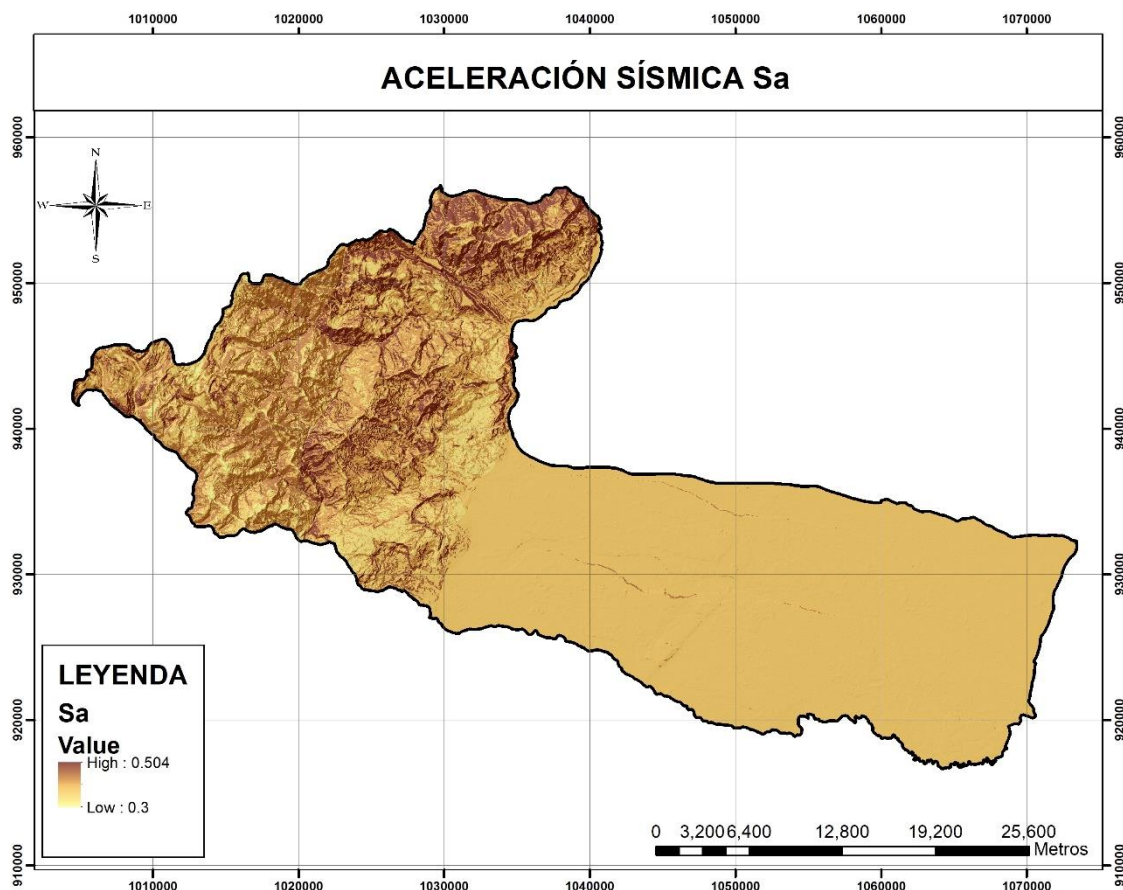 1010000 1020000 1030000 1040000 1050000 1060000 1070000
ACELERACIÓN SÍSMICA Sa
960000 960000
N
W E
S
950000 950000
940000 940000
930000 930000
LEYENDA
Sa
Value
High : 0.504
Low : 0.3
920000 920000
0 3,200 6,400 12,800 19,200 25,600
Metros
910000 910000
1010000 1020000 1030000 1040000 1050000 1060000 1070000